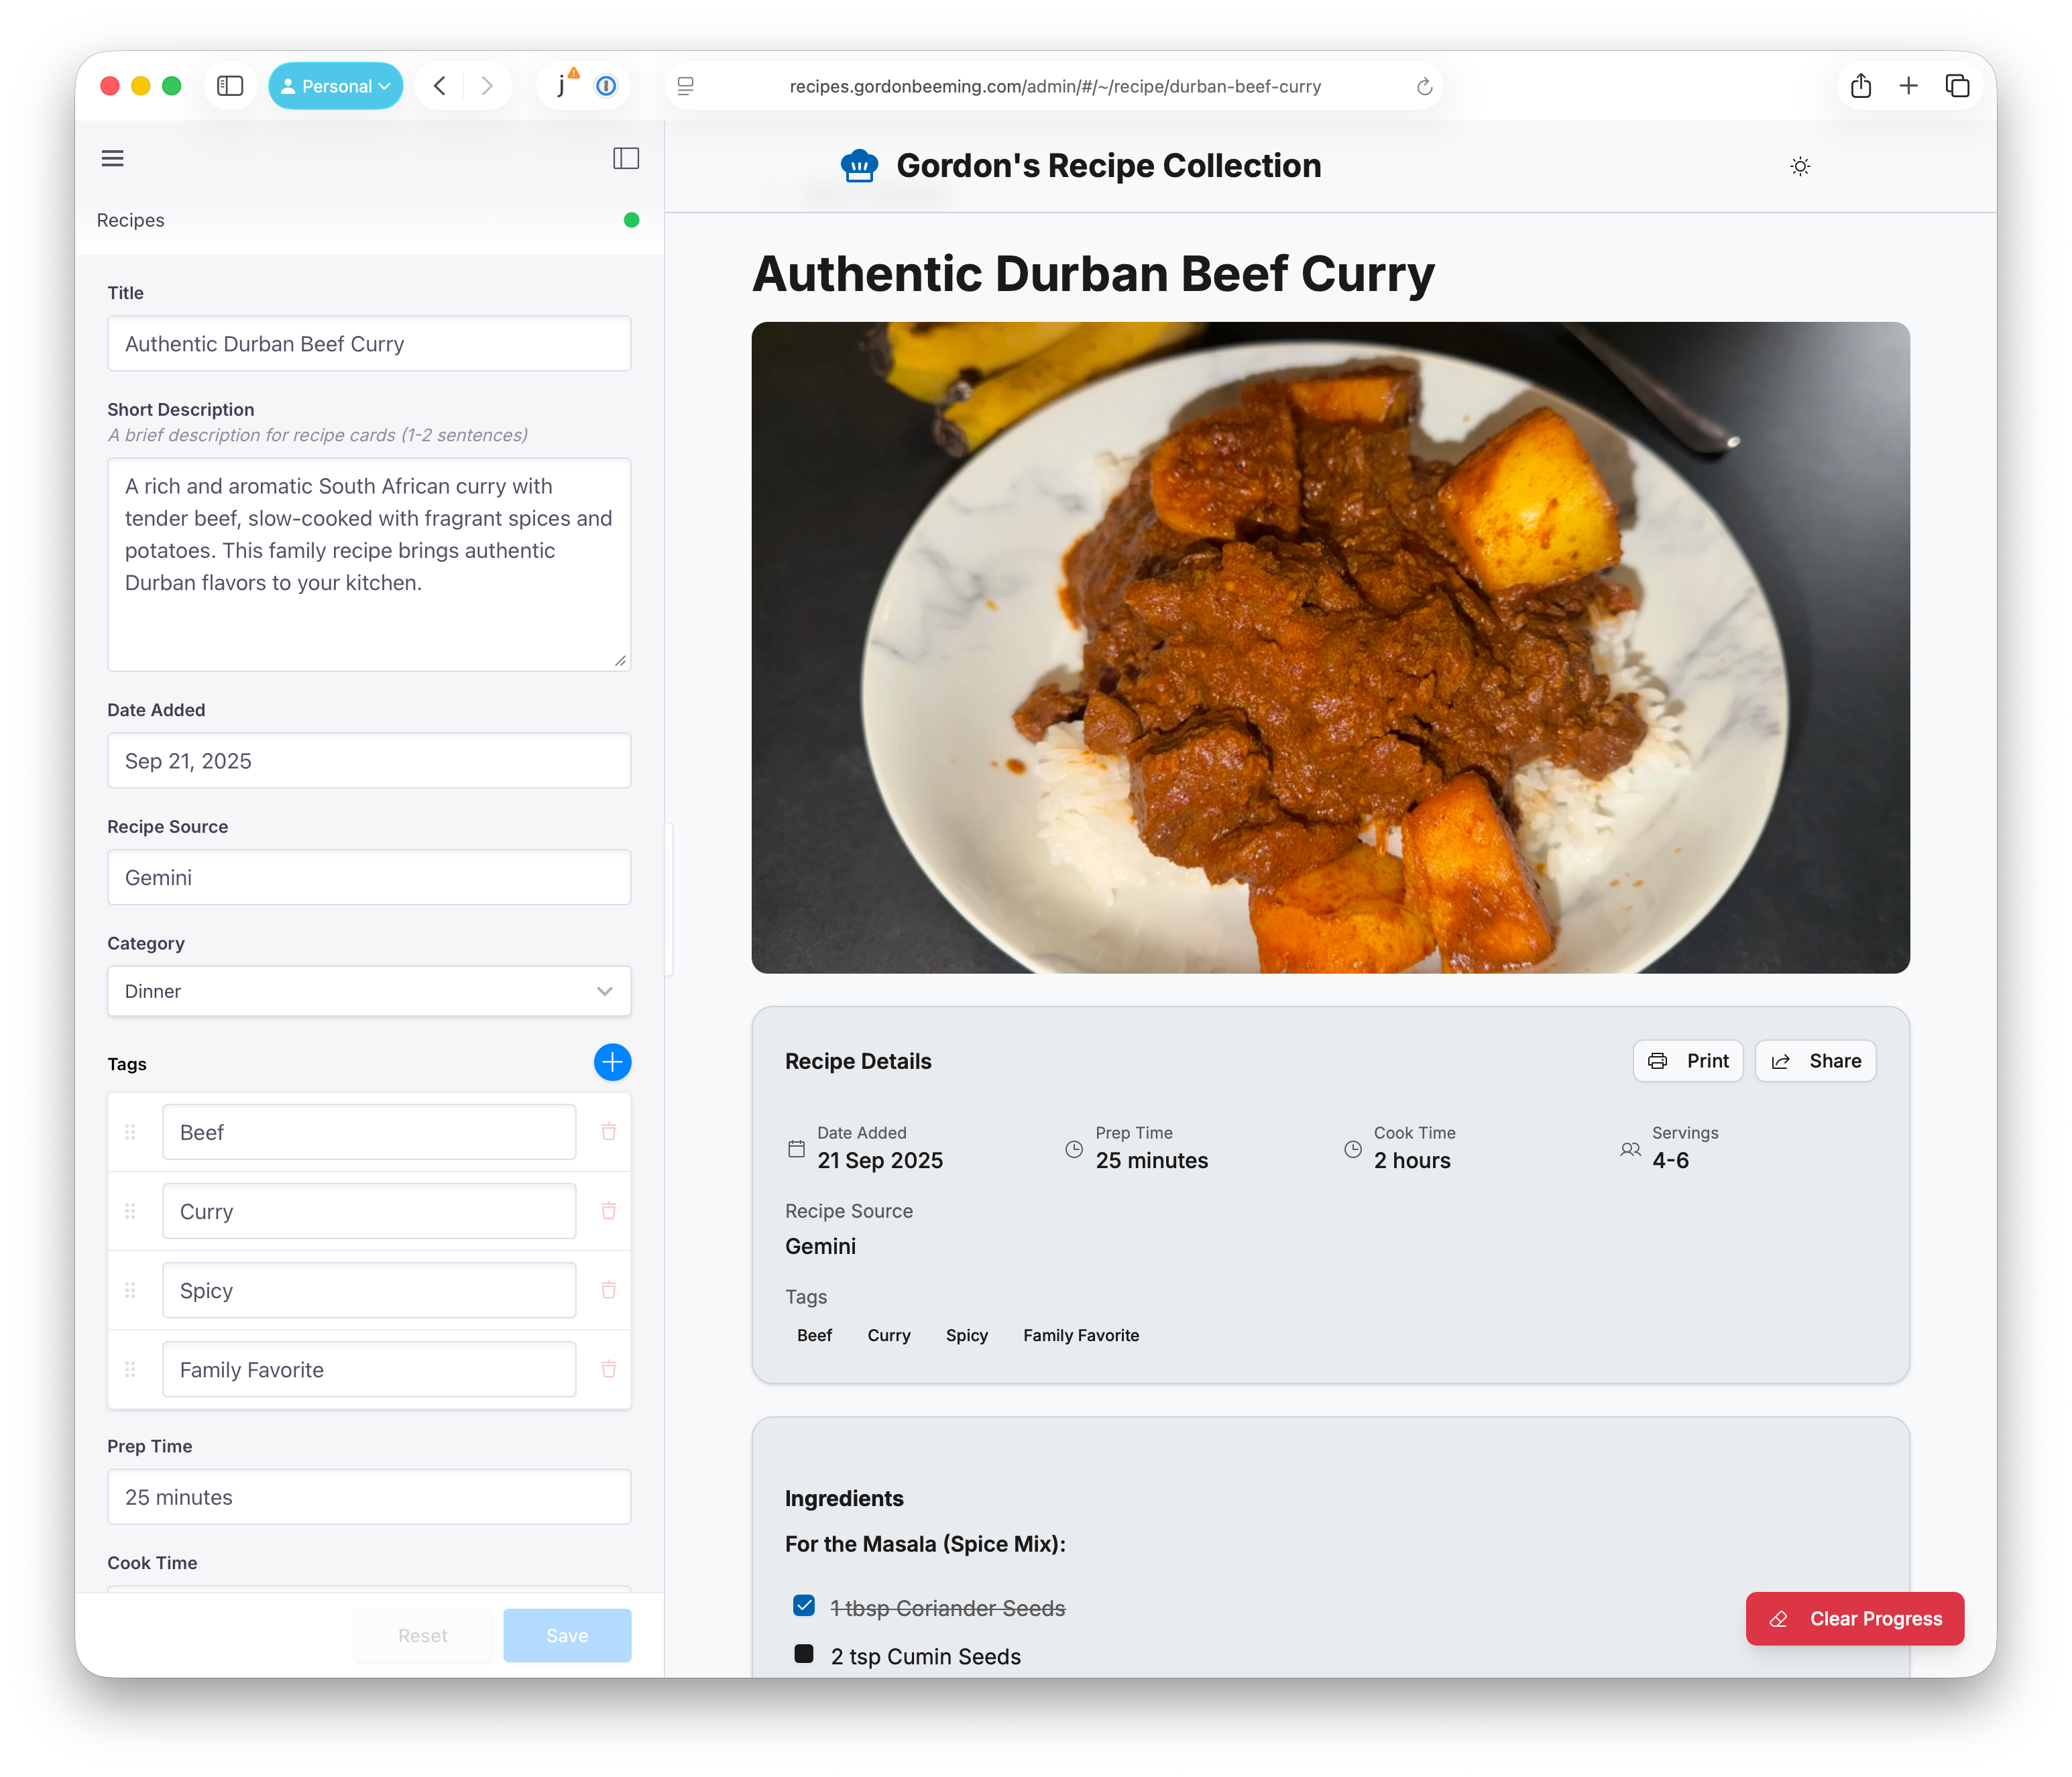 Personal
j
recipes.gordonbeeming.com/admin/#/~/recipe/durban-beef-curry
Recipes
Title
Authentic Durban Beef Curry
Short Description
A brief description for recipe cards (1-2 sentences)
A rich and aromatic South African curry with
tender beef, slow-cooked with fragrant spices and
potatoes. This family recipe brings authentic
Durban flavors to your kitchen.
Date Added
Sep 21, 2025
Recipe Source
Gemini
Category
Dinner
Tags
Beef
Curry
Spicy
Family Favorite
Prep Time
25 minutes
Cook Time
Reset
Save
Gordon's Recipe Collection
Authentic Durban Beef Curry
Recipe Details
Print
Share
Date Added
21 Sep 2025
Prep Time
25 minutes
Cook Time
2 hours
Servings
4-6
Recipe Source
Gemini
Tags
Beef Curry Spicy Family Favorite
Ingredients
For the Masala (Spice Mix):
1 tbsp Coriander Seeds
2 tsp Cumin Seeds
Clear Progress